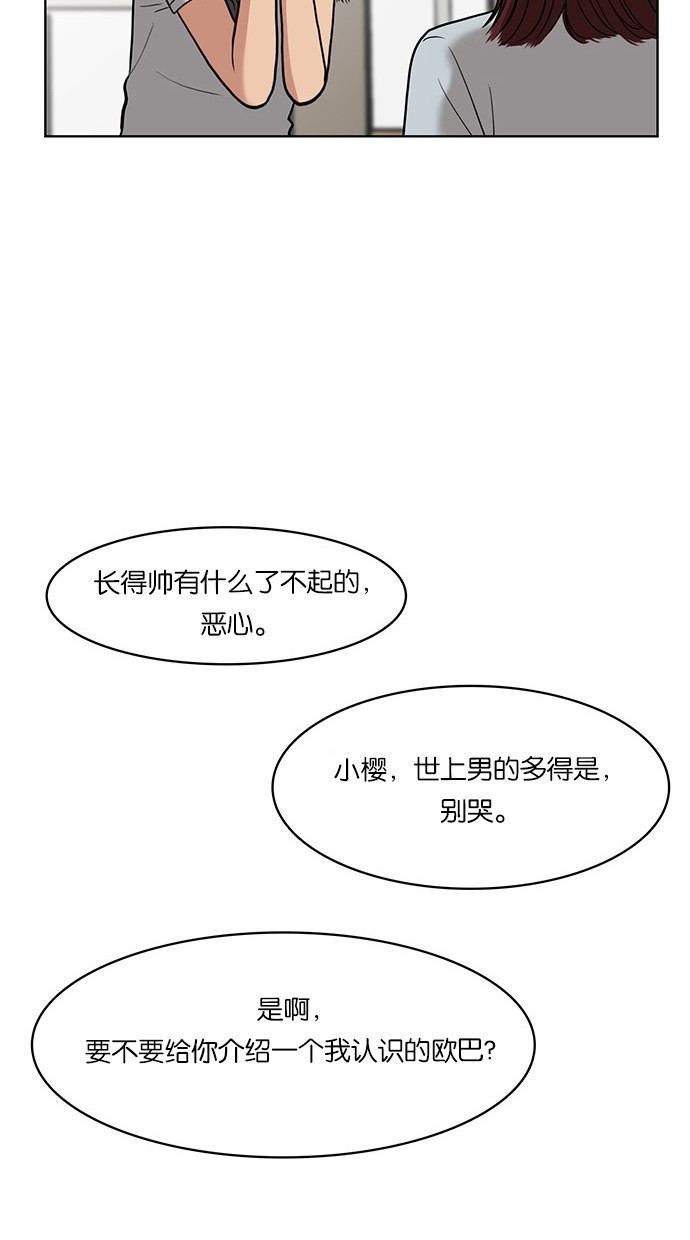 长得帅有什么了不起的，
恶心。
小樱，世上男的多得是，
别哭。
是啊，
要不要给你介绍一个我认识的欧巴？